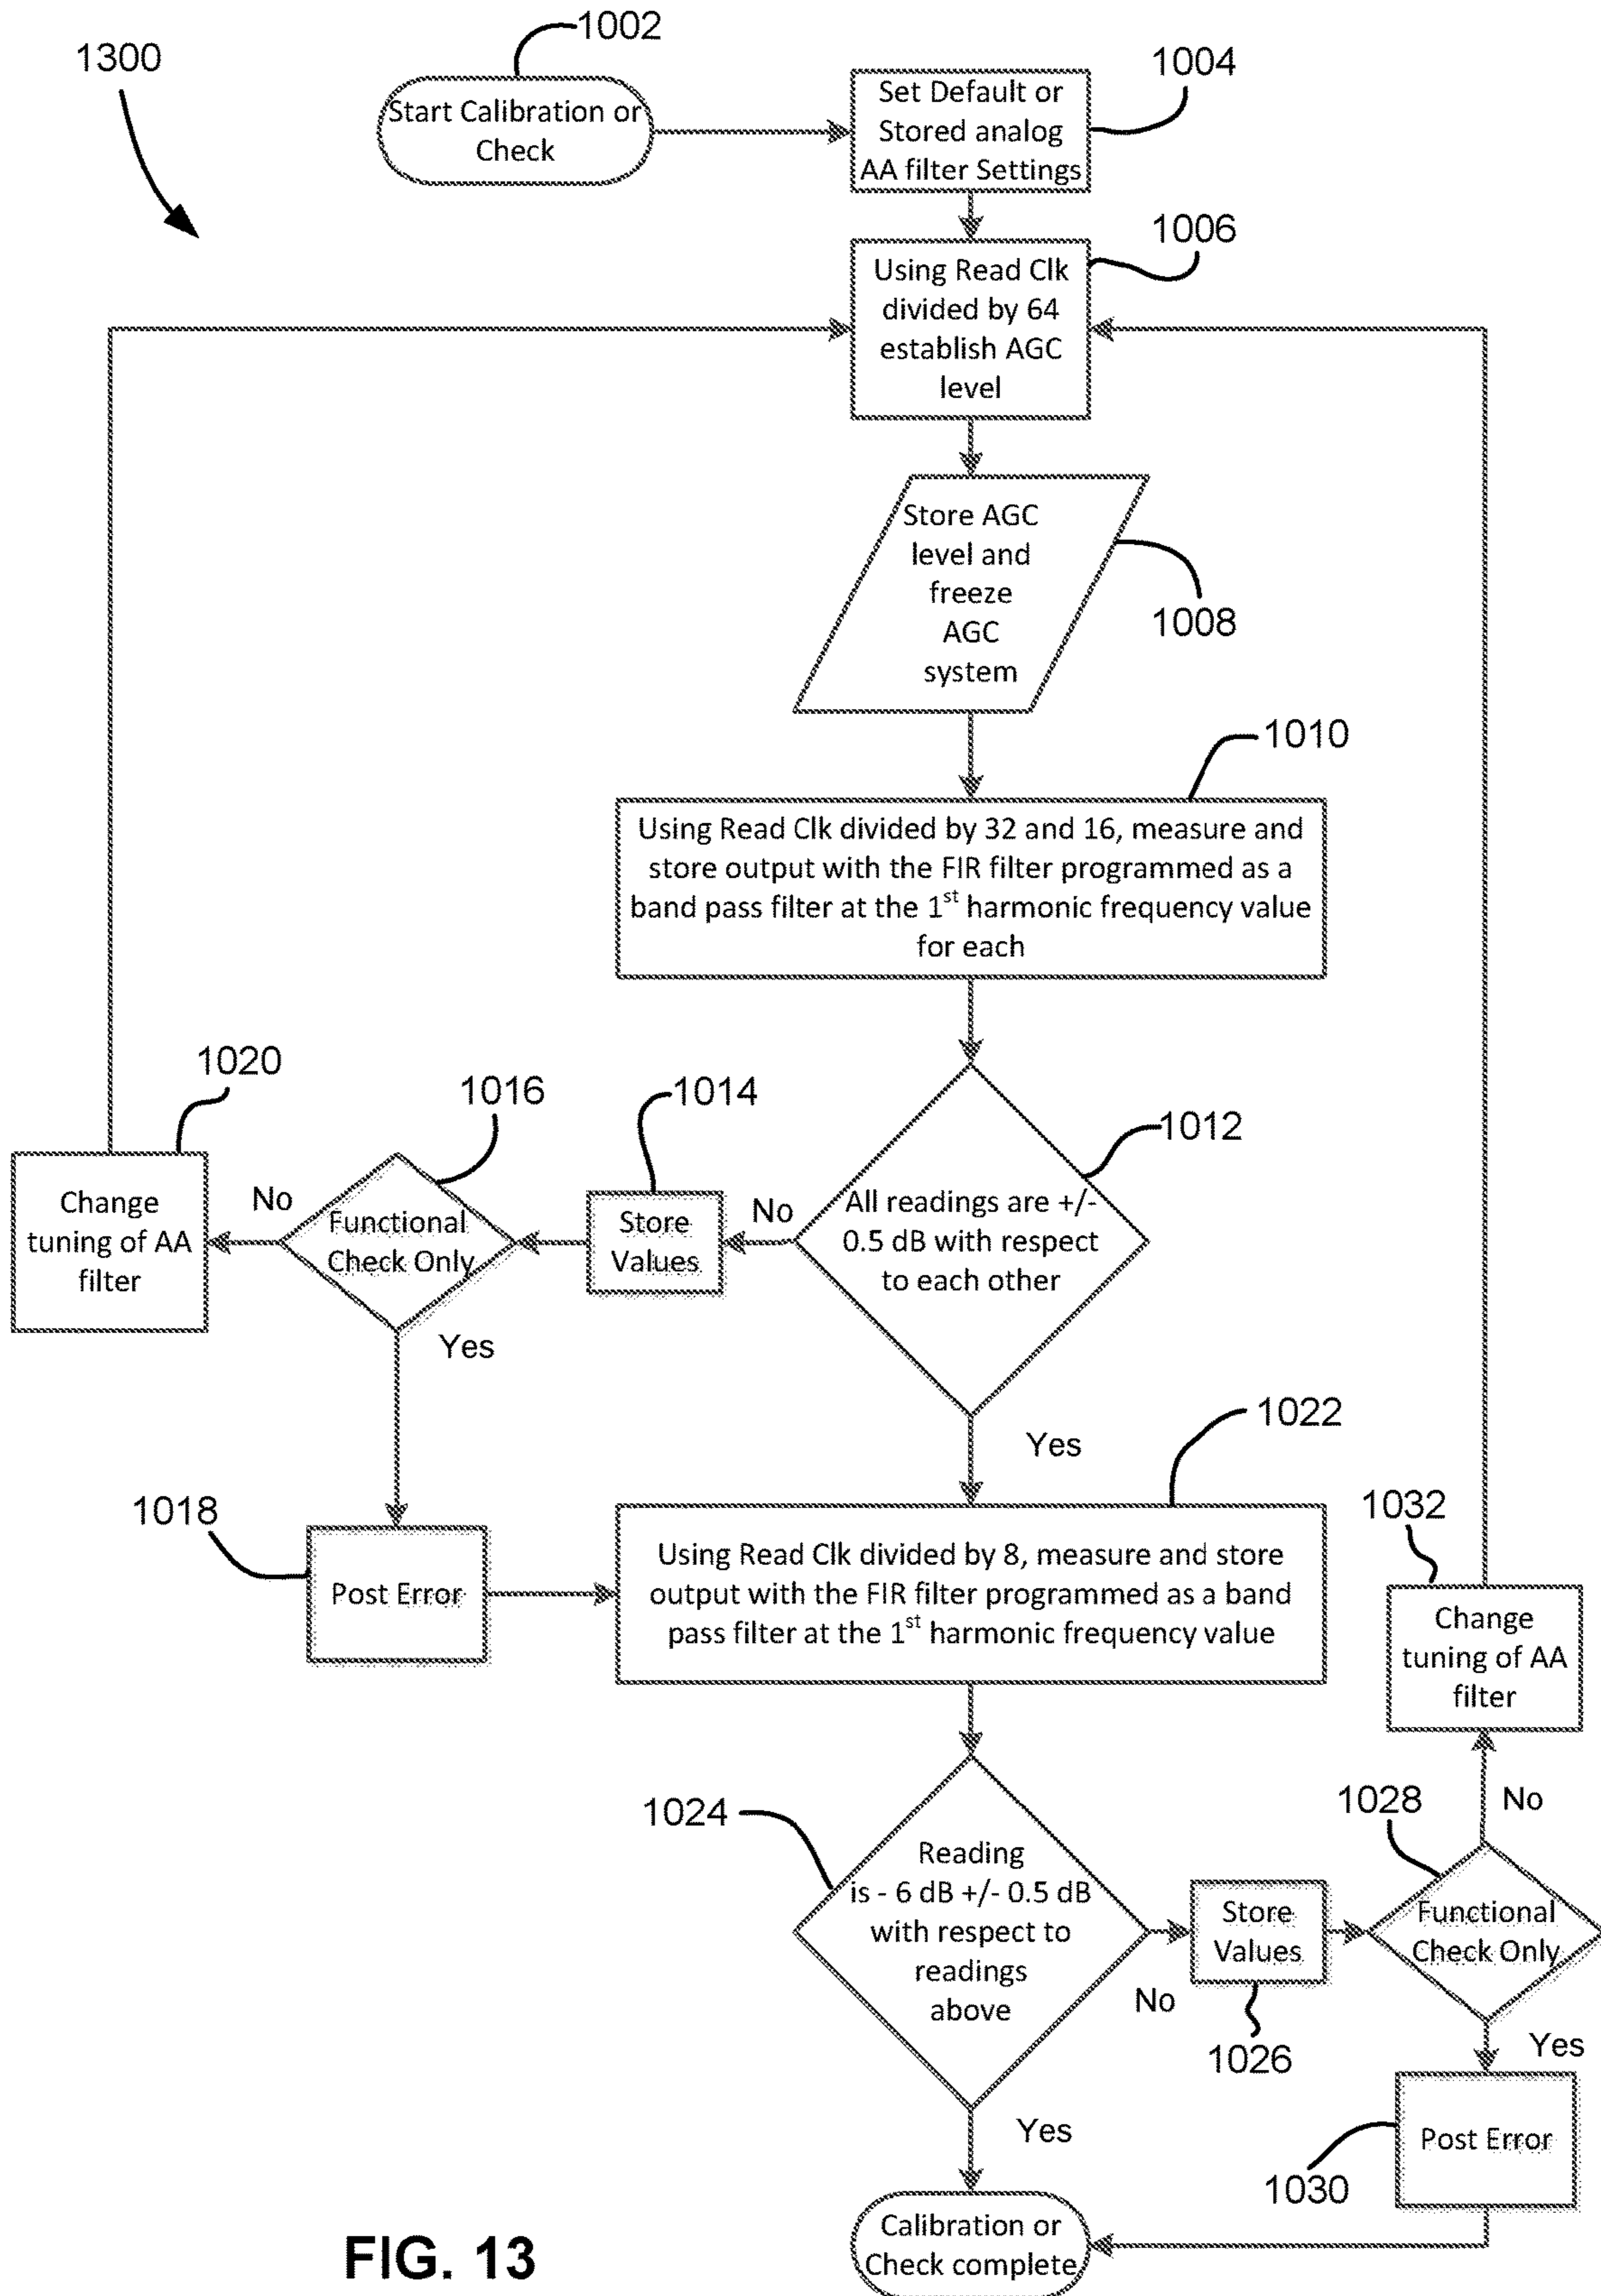 1300
1002
Start Calibration or
Check
1004
Set Default or
Stored analog
AA filter Settings
1006
Using Read Clk
divided by 64
establish AGC
level
Store AGC
level and
freeze
AGC
system
1008
1010
Using Read Clk divided by 32 and 16, measure and
store output with the FIR filter programmed as a
band pass filter at the 1st harmonic frequency value
for each
1012
All readings are +/-
0.5 dB with respect
to each other
No
1014
Store
Values
1016
Functional
Check Only
No
1020
Change
tuning of AA
filter
Yes
1018
Post Error
Yes
1022
Using Read Clk divided by 8, measure and store
output with the FIR filter programmed as a band
pass filter at the 1st harmonic frequency value
1024
Reading
is - 6 dB +/- 0.5 dB
with respect to
readings
above
No
Store
Values
1026
1028
Functional
Check Only
No
1032
Change
tuning of AA
filter
Yes
Post Error
1030
Yes
Calibration or
Check complete
FIG. 13